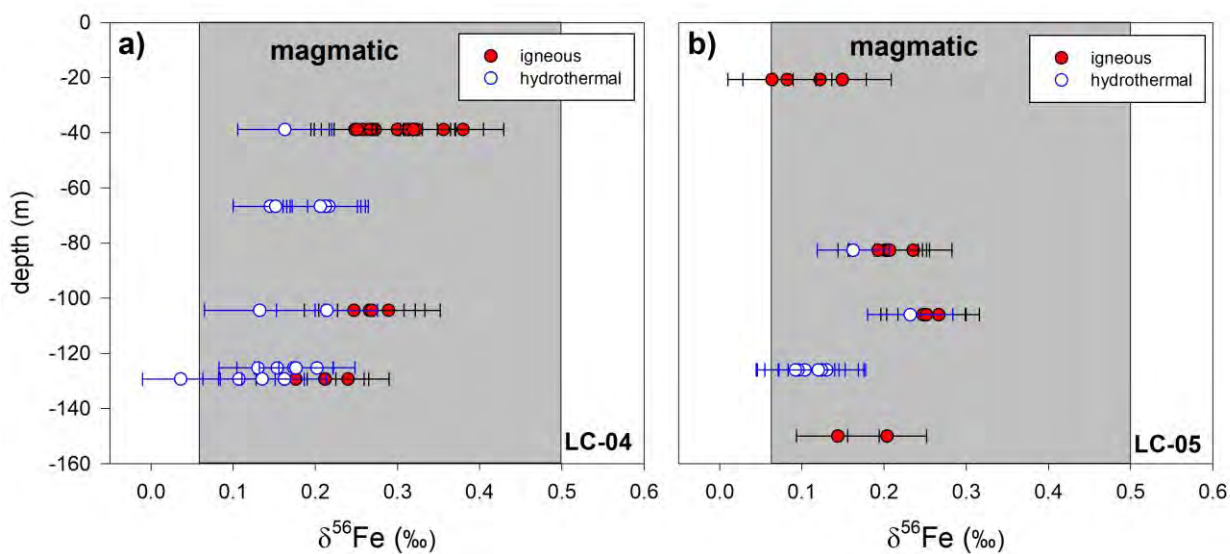 a)
magmatic
igneous
hydrothermal
0
-20
-40
-60
-80
-100
-120
-140
-160
depth (m)
LC-04
0.0 0.1 0.2 0.3 0.4 0.5 0.6
δ⁵⁶Fe (‰)
b)
magmatic
igneous
hydrothermal
LC-05
0.0 0.1 0.2 0.3 0.4 0.5 0.6
δ⁵⁶Fe (‰)